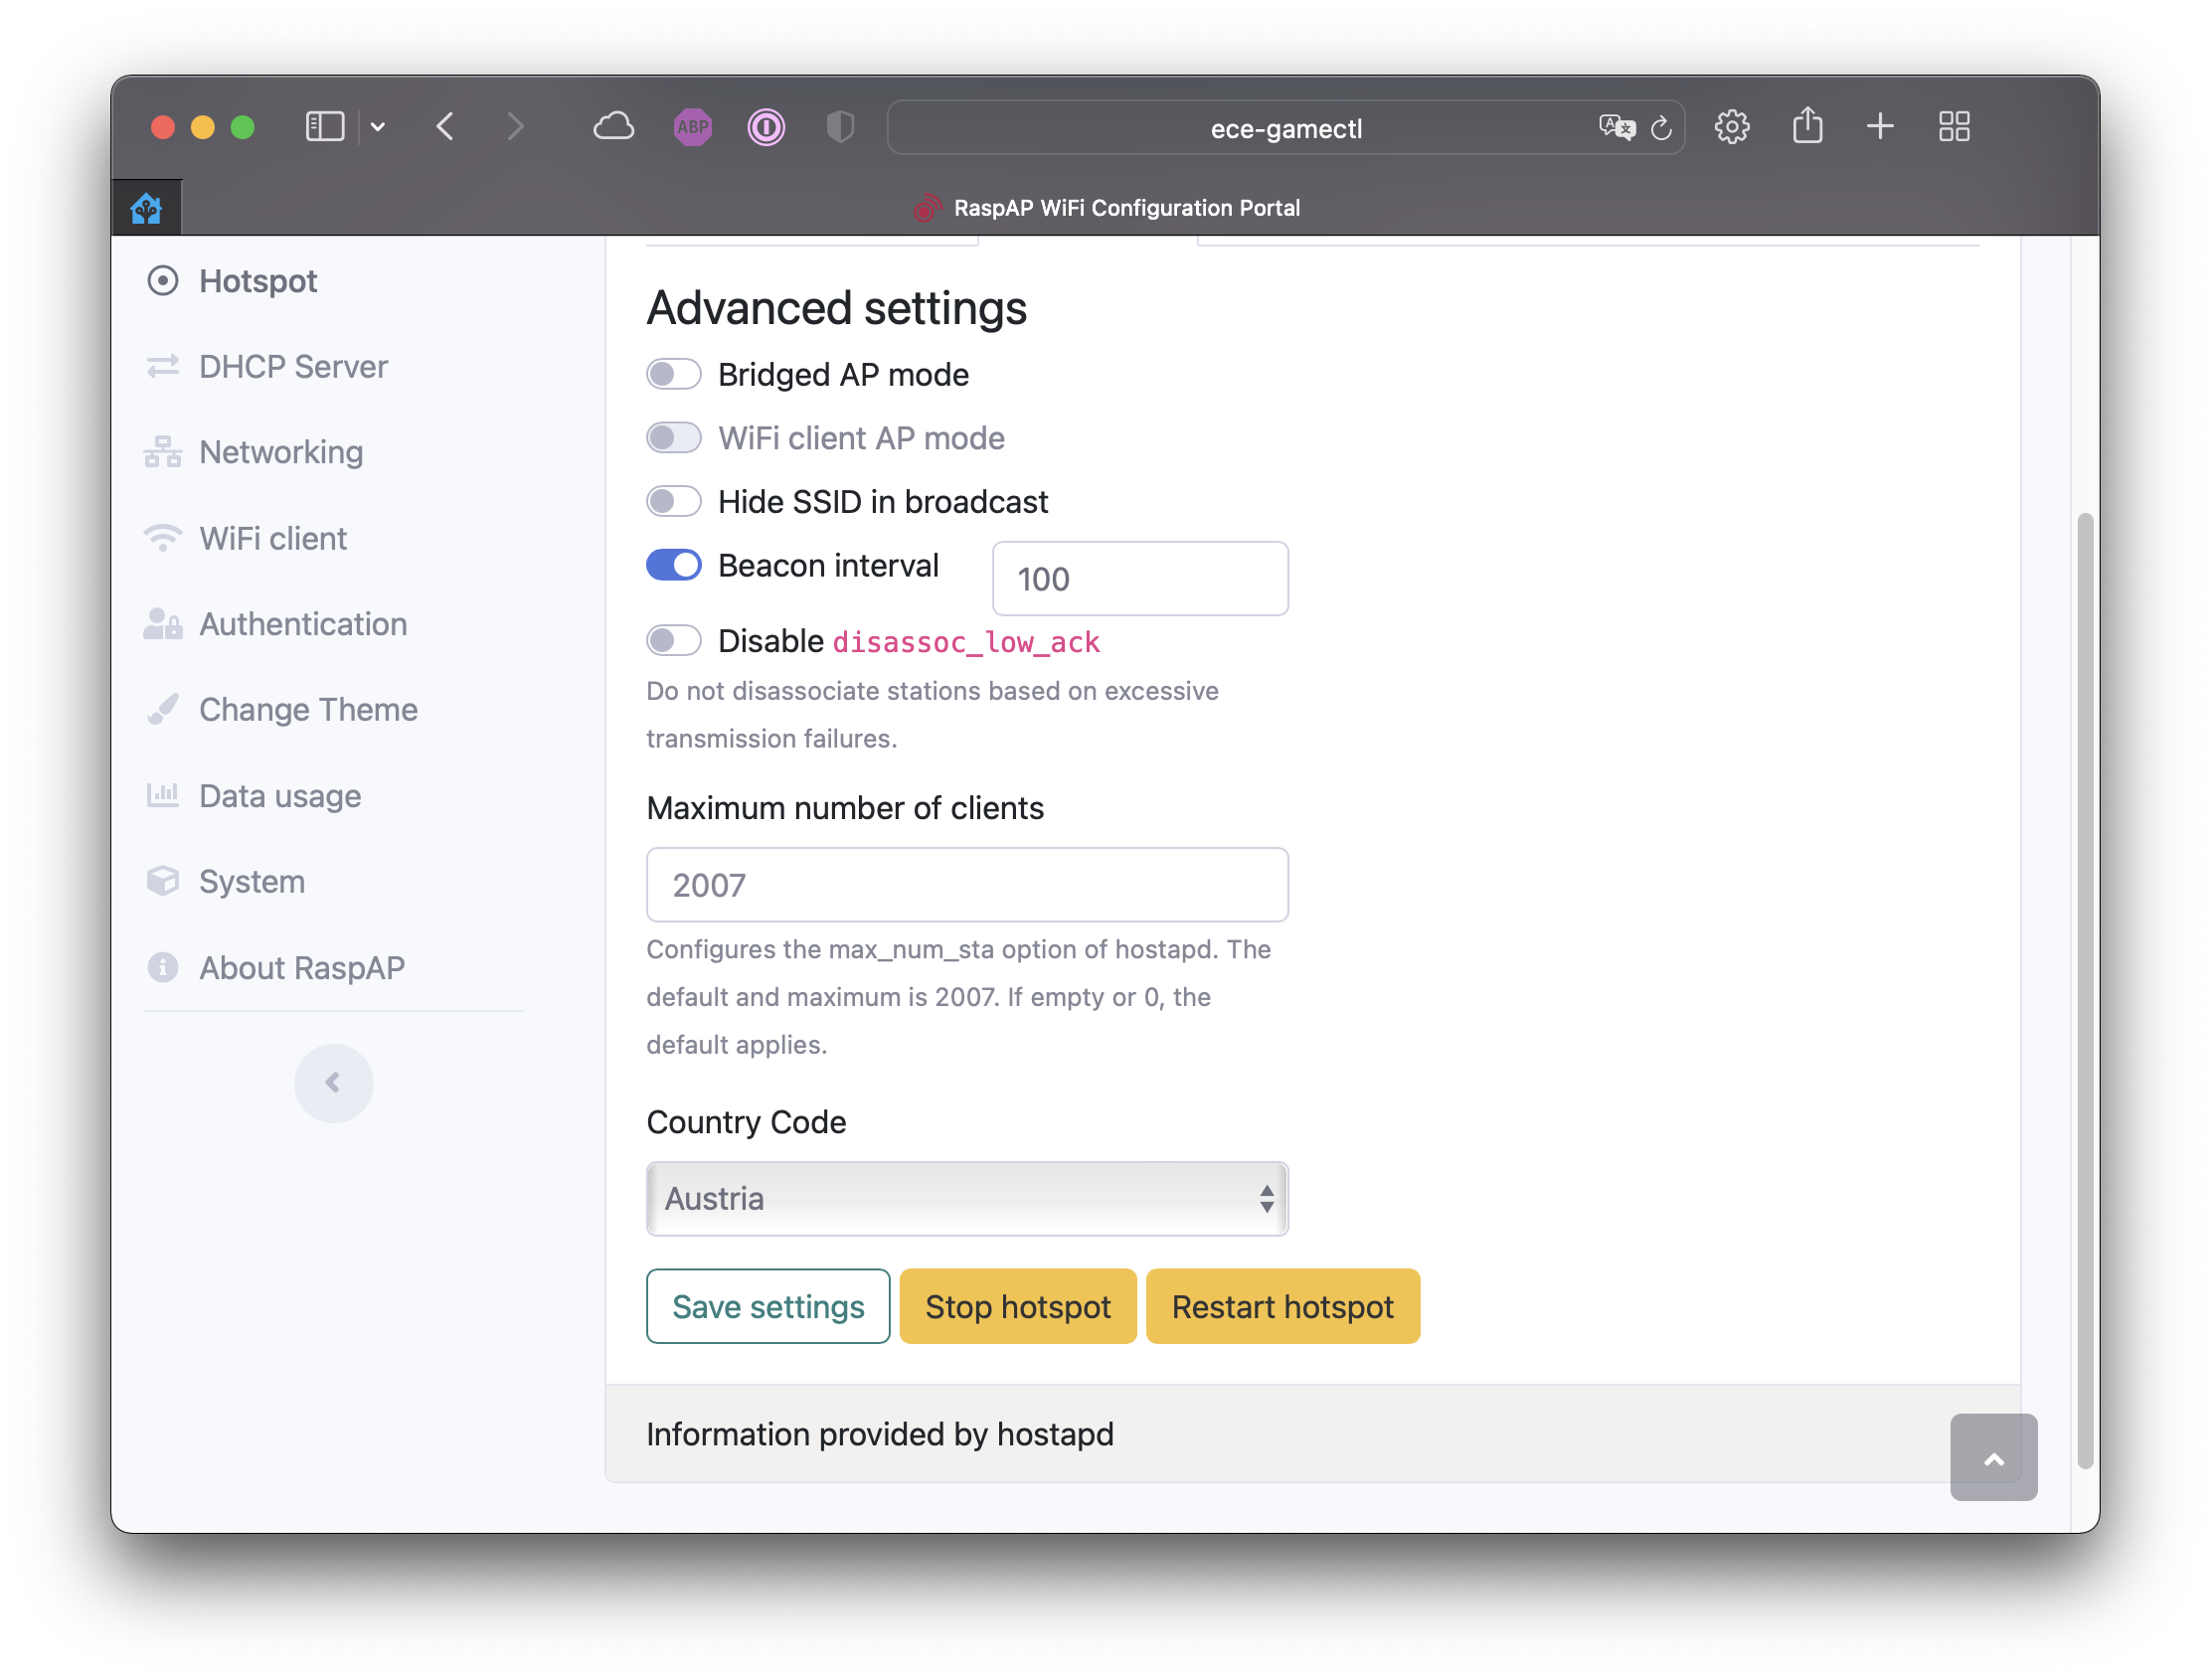 ABP
ece-gamectl
RaspAP WiFi Configuration Portal
Hotspot
DHCP Server
Networking
WiFi client
Authentication
Change Theme
Data usage
System
About RaspAP
Advanced settings
Bridged AP mode
WiFi client AP mode
Hide SSID in broadcast
Beacon interval 100
Disable disassoc_low_ack
Do not disassociate stations based on excessive
transmission failures.
Maximum number of clients
2007
Configures the max_num_sta option of hostapd. The
default and maximum is 2007. If empty or 0, the
default applies.
Country Code
Austria
Save settings Stop hotspot Restart hotspot
Information provided by hostapd